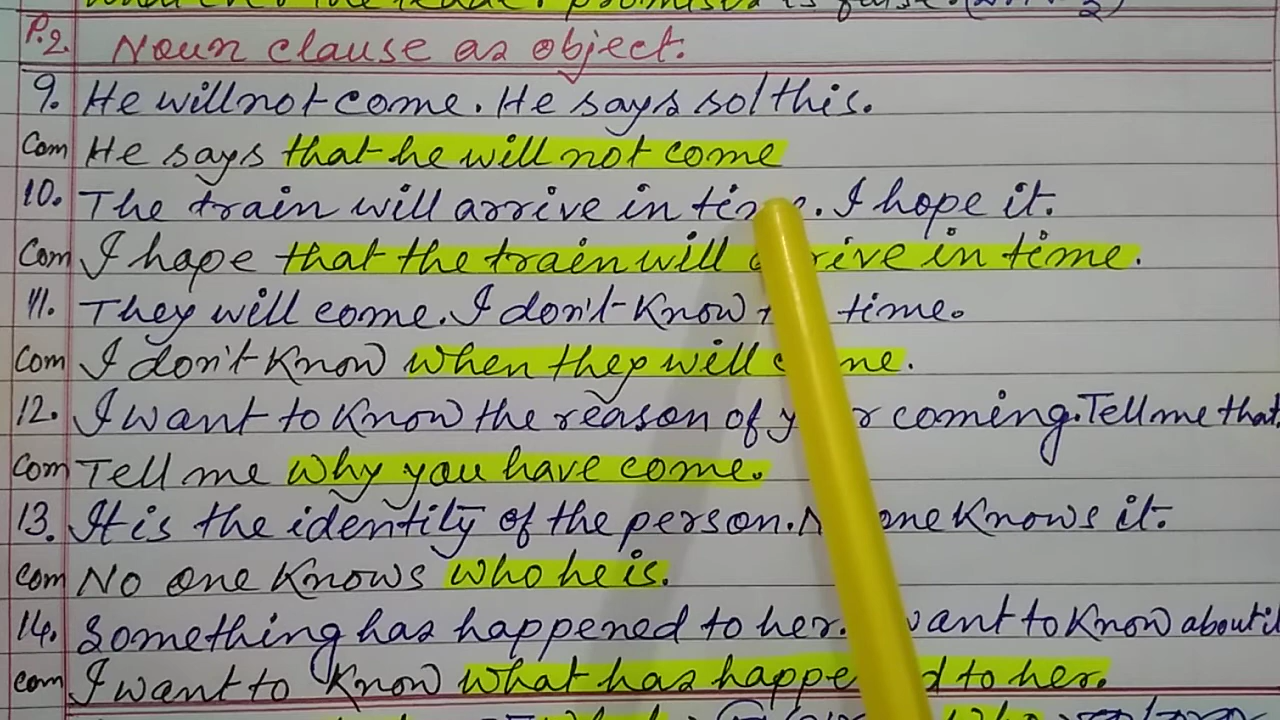 P.2. Noun clause as object.
9. He will not come. He says so/this.
Com He says that he will not come
10. The train will arrive in time. I hope it.
Com I hope that the train will arrive in time.
11. They will come. I don't know time.
Com I don't know when they will come.
12. I want to know the reason of your coming. Tell me that.
Com Tell me why you have come.
13. It is the identity of the person. No one knows it.
Com No one knows who he is.
14. Something has happened to her. want to know about it
Com I want to know what has happened to her.